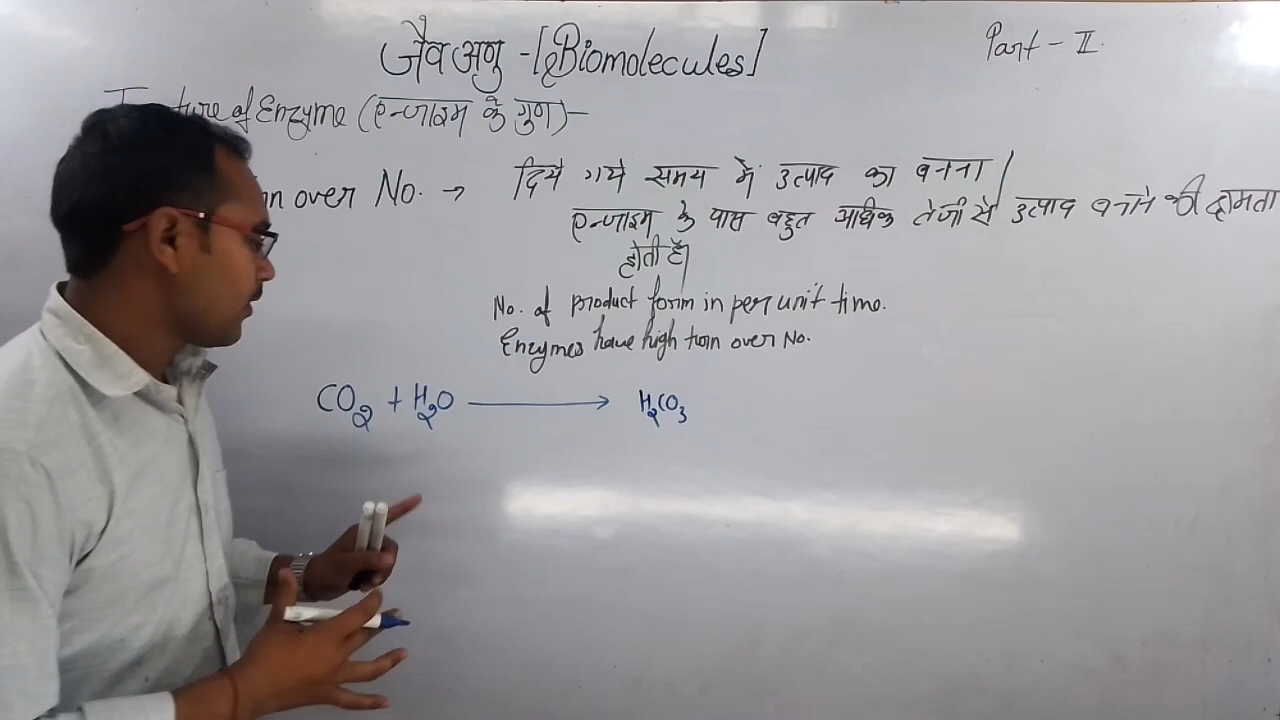 जैव अणु - [Biomolecules]
Part - II.
of Enzyme (एन्जाइम के गुण) -
over No. → दिये गये समय में उत्पाद का बनना |
एन्जाइम के पास बहुत अधिक तेजी से उत्पाद बनाने की क्षमता
होती है|
No. of product form in per unit time.
Enzymes have high turn over No.
CO₂ + H₂O ⟶ H₂CO₃